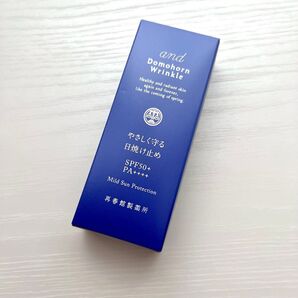 and
Domohorn
Wrinkle
Healthy and radiant skin
again and forever,
Like the coming of spring.
やさしく守る
日焼け止め
SPF50+
PA++++
Mild Sun Protection
再春館製薬所